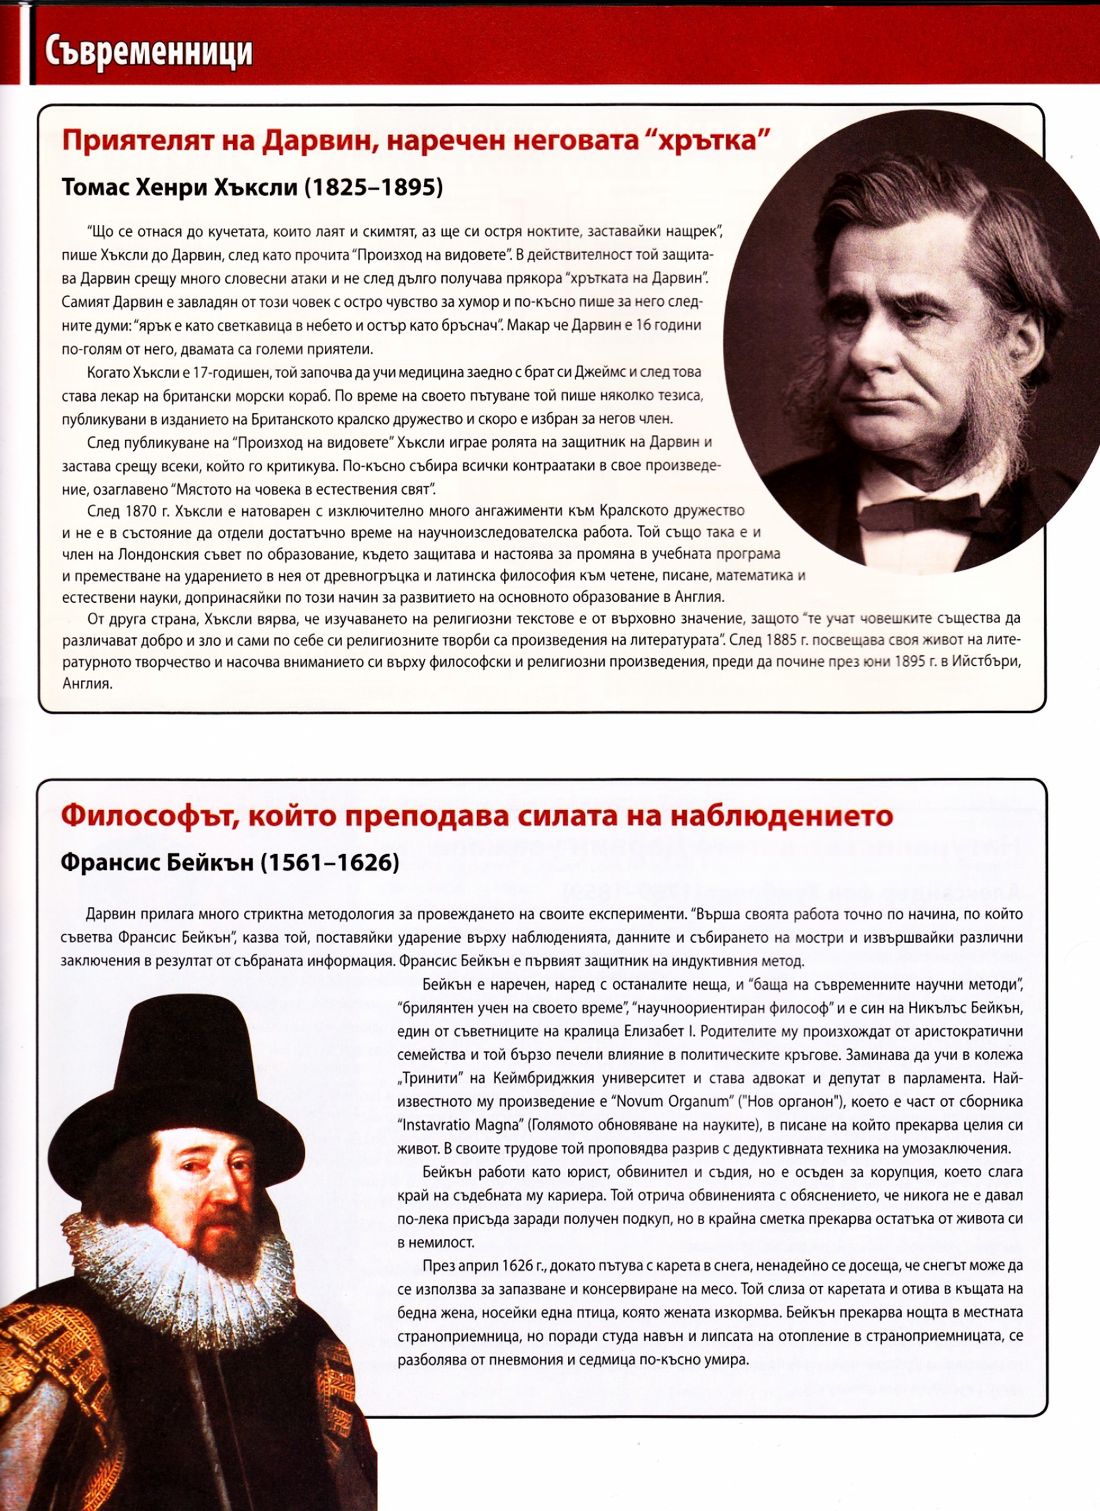 Съвременници
Приятелят на Дарвин, наречен неговата “хрътка”
Томас Хенри Хъксли (1825–1895)
“Що се отнася до кучетата, които лаят и скимтят, аз ще си остря ноктите, заставайки нащрек”,
пише Хъксли до Дарвин, след като прочита “Произход на видовете”. В действителност той защита-
ва Дарвин срещу много словесни атаки и не след дълго получава прякора “хрътката на Дарвин”.
Самият Дарвин е завладян от този човек с остро чувство за хумор и по-късно пише за него след-
ните думи: “ярък е като светкавица в небето и остър като бръснач”. Макар че Дарвин е 16 години
по-голям от него, двамата са големи приятели.
Когато Хъксли е 17-годишен, той започва да учи медицина заедно с брат си Джеймс и след това
става лекар на британски морски кораб. По време на своето пътуване той пише няколко тезиса,
публикувани в изданието на Британското кралско дружество и скоро е избран за негов член.
След публикуване на “Произход на видовете” Хъксли играе ролята на защитник на Дарвин и
застава срещу всеки, който го критикува. По-късно събира всички контраатаки в свое произведе-
ние, озаглавено “Мястото на човека в естествения свят”.
След 1870 г. Хъксли е натоварен с изключително много ангажименти към Кралското дружество
и не е в състояние да отдели достатъчно време на научноизследователска работа. Той също така е и
член на Лондонския съвет по образование, където защитава и настоява за промяна в учебната програма
и преместване на ударението в нея от древногръцка и латинска философия към четене, писане, математика и
естествени науки, допринасяйки по този начин за развитието на основното образование в Англия.
От друга страна, Хъксли вярва, че изучаването на религиозни текстове е от върховно значение, защото “те учат човешките същества да
различават добро и зло и сами по себе си религиозните творби са произведения на литературата”. След 1885 г. посвещава своя живот на лите-
ратурното творчество и насочва вниманието си върху философски и религиозни произведения, преди да почине през юни 1895 г. в Ийстбъри,
Англия.
Философът, който преподава силата на наблюдението
Франсис Бейкън (1561–1626)
Дарвин прилага много стриктна методология за провеждането на своите експерименти. “Върша своята работа точно по начина, по който
съветва Франсис Бейкън”, казва той, поставяйки ударение върху наблюденията, данните и събирането на мостри и извършвайки различни
заключения в резултат от събраната информация. Франсис Бейкън е първият защитник на индуктивния метод.
Бейкън е наречен, наред с останалите неща, и “баща на съвременните научни методи”,
“брилянтен учен на своето време”, “научноориентиран философ” и е син на Никълъс Бейкън,
един от съветниците на кралица Елизабет I. Родителите му произхождат от аристократични
семейства и той бързо печели влияние в политическите кръгове. Заминава да учи в колежа
„Тринити” на Кеймбриджкия университет и става адвокат и депутат в парламента. Най-
известното му произведение е “Novum Organum” ("Нов органон"), което е част от сборника
“Instavratio Magna” (Голямото обновяване на науките), в писане на който прекарва целия си
живот. В своите трудове той проповядва разрив с дедуктивната техника на умозаключения.
Бейкън работи като юрист, обвинител и съдия, но е осъден за корупция, което слага
край на съдебната му кариера. Той отрича обвиненията с обяснението, че никога не е давал
по-лека присъда заради получен подкуп, но в крайна сметка прекарва остатъка от живота си
в немилост.
През април 1626 г., докато пътува с карета в снега, ненадейно се досеща, че снегът може да
се използва за запазване и консервиране на месо. Той слиза от каретата и отива в къщата на
бедна жена, носейки една птица, която жената изкормва. Бейкън прекарва нощта в местната
страноприемница, но поради студа навън и липсата на отопление в страноприемницата, се
разболява от пневмония и седмица по-късно умира.